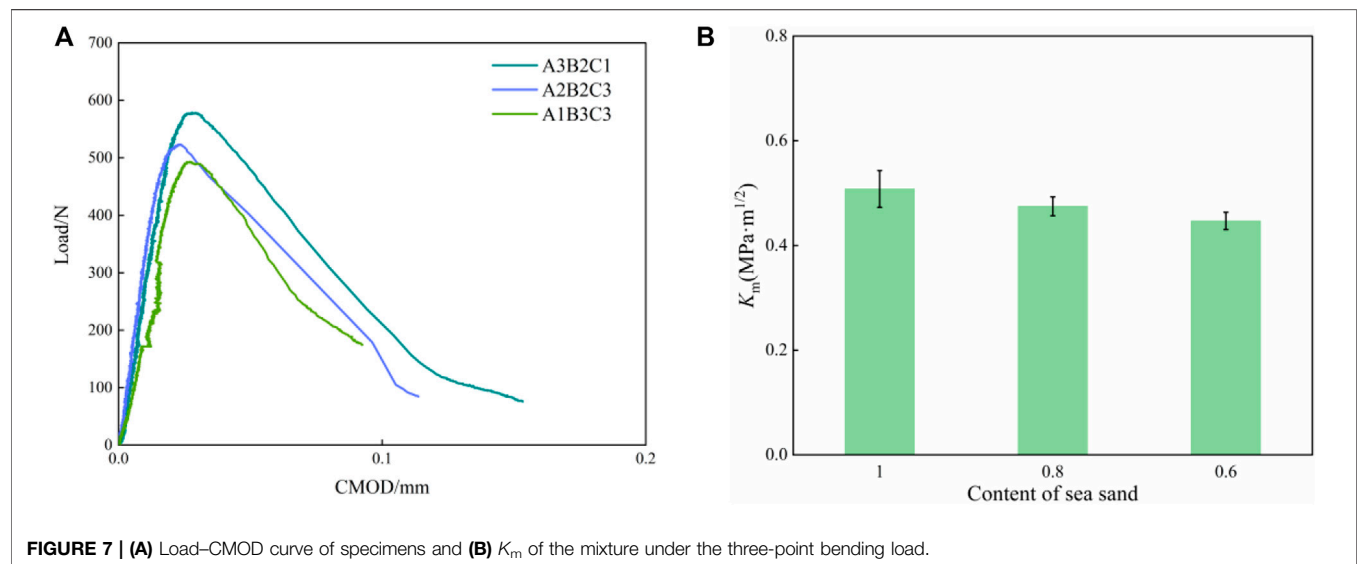 A
700
600
500
400
300
200
100
0
Load/N
A3B2C1
A2B2C3
A1B3C3
0.0
0.1
0.2
CMOD/mm
B
0.8
0.6
0.4
0.2
0.0
Km(MPa·m1/2)
1
0.8
0.6
Content of sea sand
FIGURE 7 | (A) Load–CMOD curve of specimens and (B) Km of the mixture under the three-point bending load.